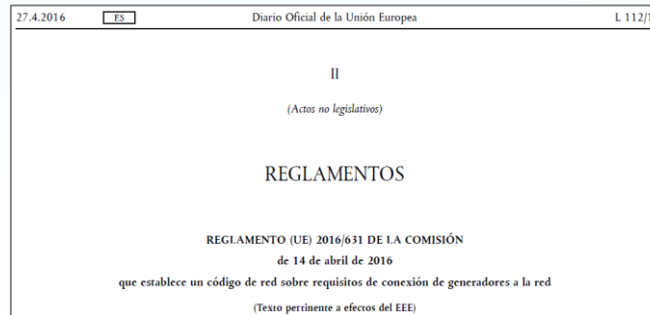 27.4.2016 ES Diario Oficial de la Unión Europea L 112/1
II
(Actos no legislativos)
REGLAMENTOS
REGLAMENTO (UE) 2016/631 DE LA COMISIÓN
de 14 de abril de 2016
que establece un código de red sobre requisitos de conexión de generadores a la red
(Texto pertinente a efectos del EEE)